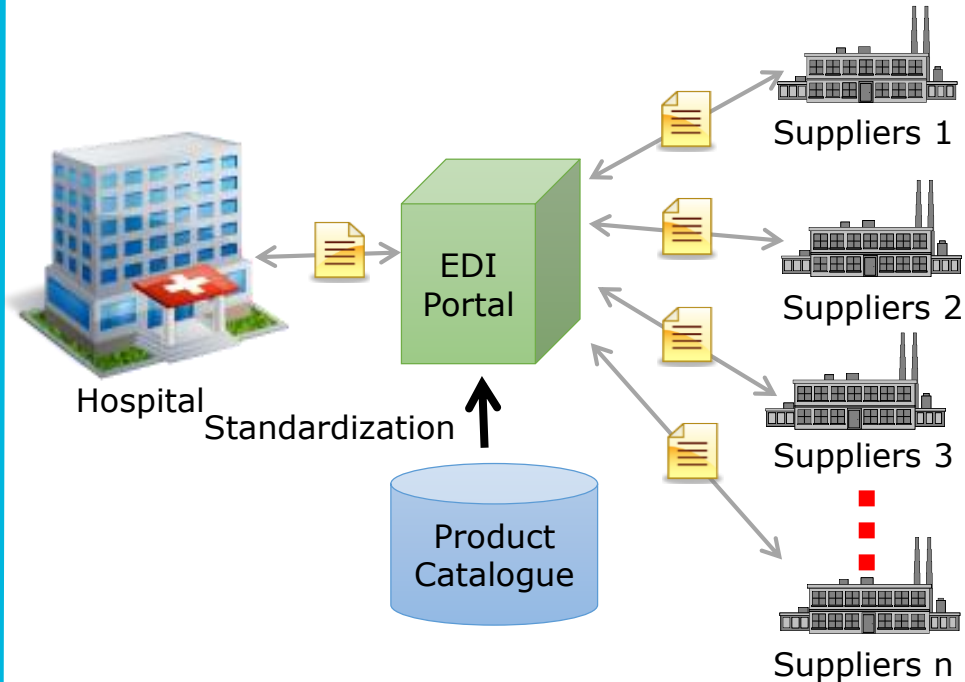 Suppliers 1
EDI
Portal
Suppliers 2
Hospital
Standardization
Suppliers 3
Product
Catalogue
Suppliers n